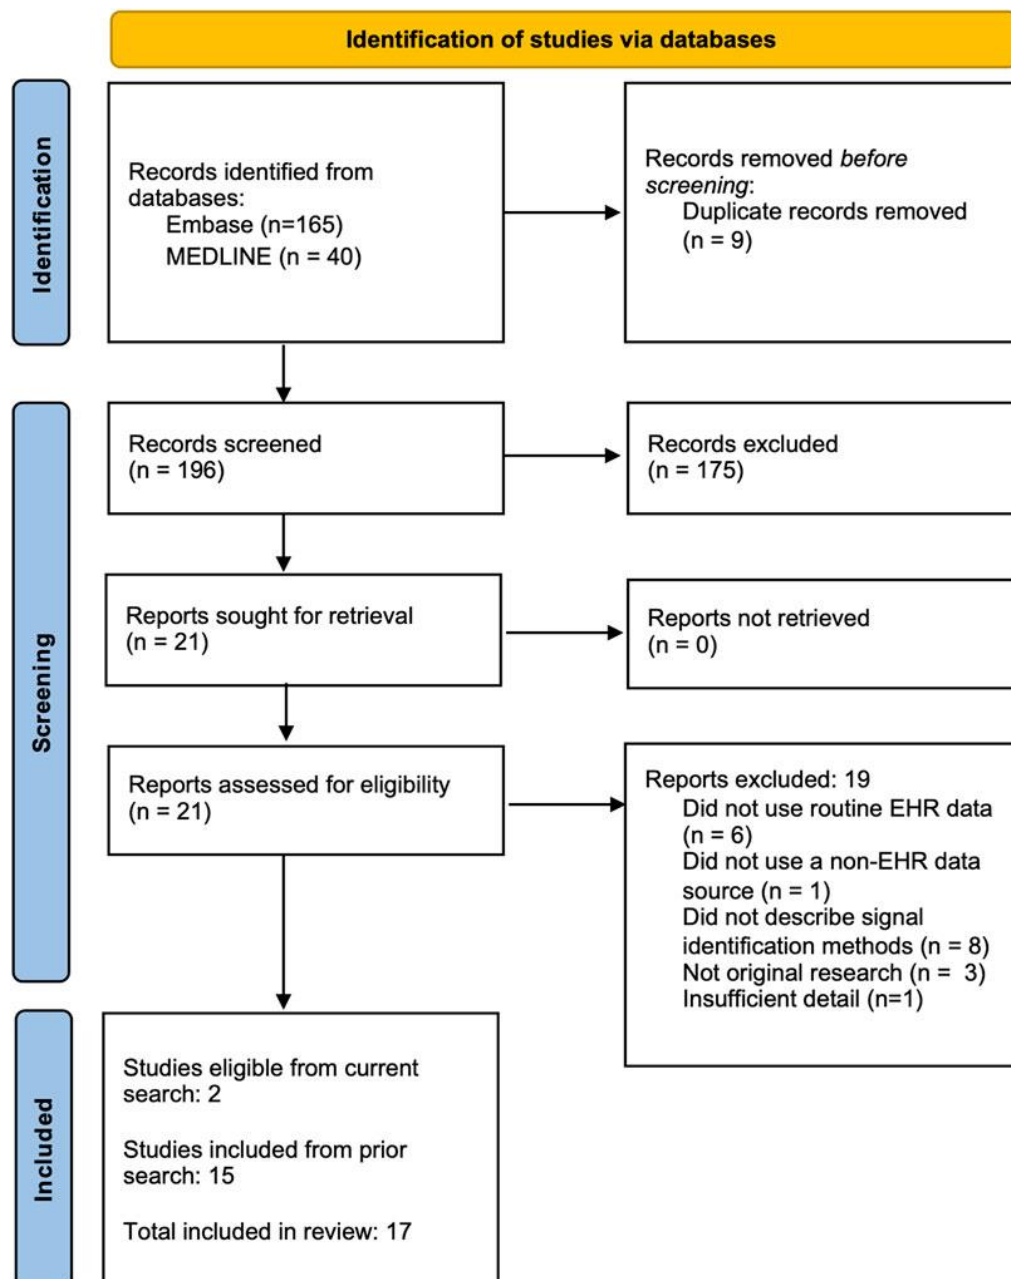 Identification of studies via databases
Identification
Records identified from
databases:
Embase (n=165)
MEDLINE (n = 40)
Records removed before
screening:
Duplicate records removed
(n = 9)
Screening
Records screened
(n = 196)
Records excluded
(n = 175)
Reports sought for retrieval
(n = 21)
Reports not retrieved
(n = 0)
Reports assessed for eligibility
(n = 21)
Reports excluded: 19
Did not use routine EHR data
(n = 6)
Did not use a non-EHR data
source (n = 1)
Did not describe signal
identification methods (n = 8)
Not original research (n =  3)
Insufficient detail (n=1)
Included
Studies eligible from current
search: 2
Studies included from prior
search: 15
Total included in review: 17